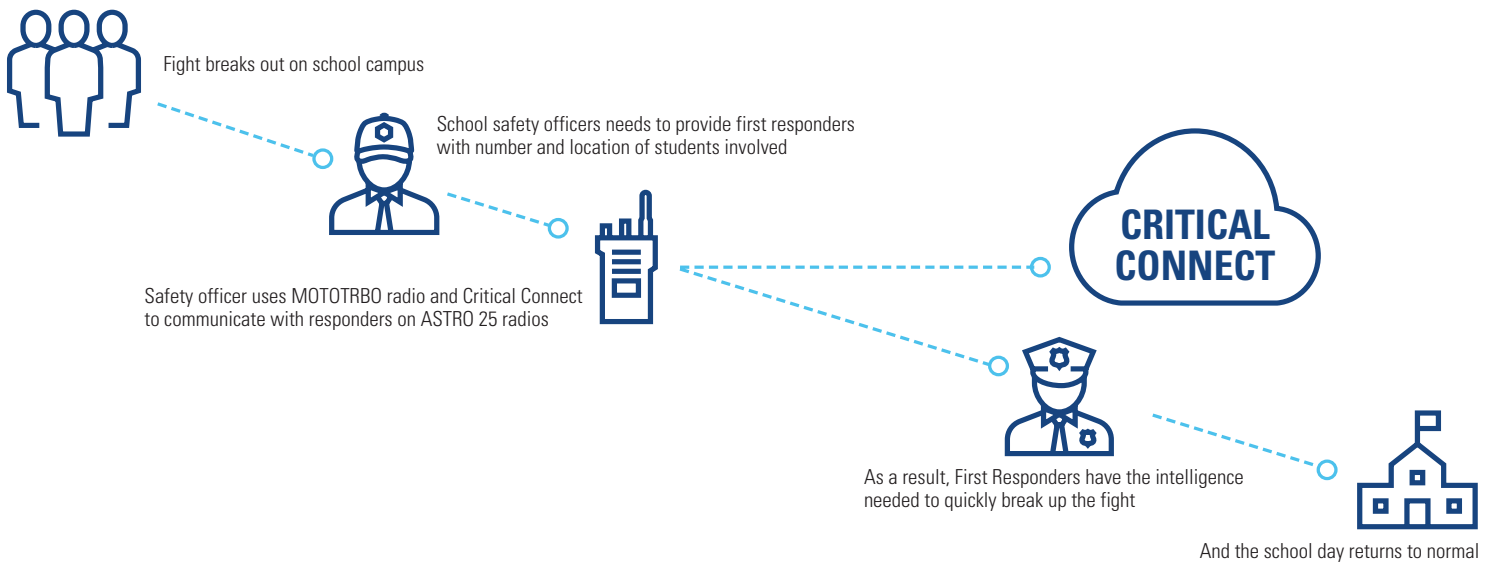 Fight breaks out on school campus
School safety officers needs to provide first responders
with number and location of students involved
Safety officer uses MOTOTRBO radio and Critical Connect
to communicate with responders on ASTRO 25 radios
CRITICAL
CONNECT
As a result, First Responders have the intelligence
needed to quickly break up the fight
And the school day returns to normal